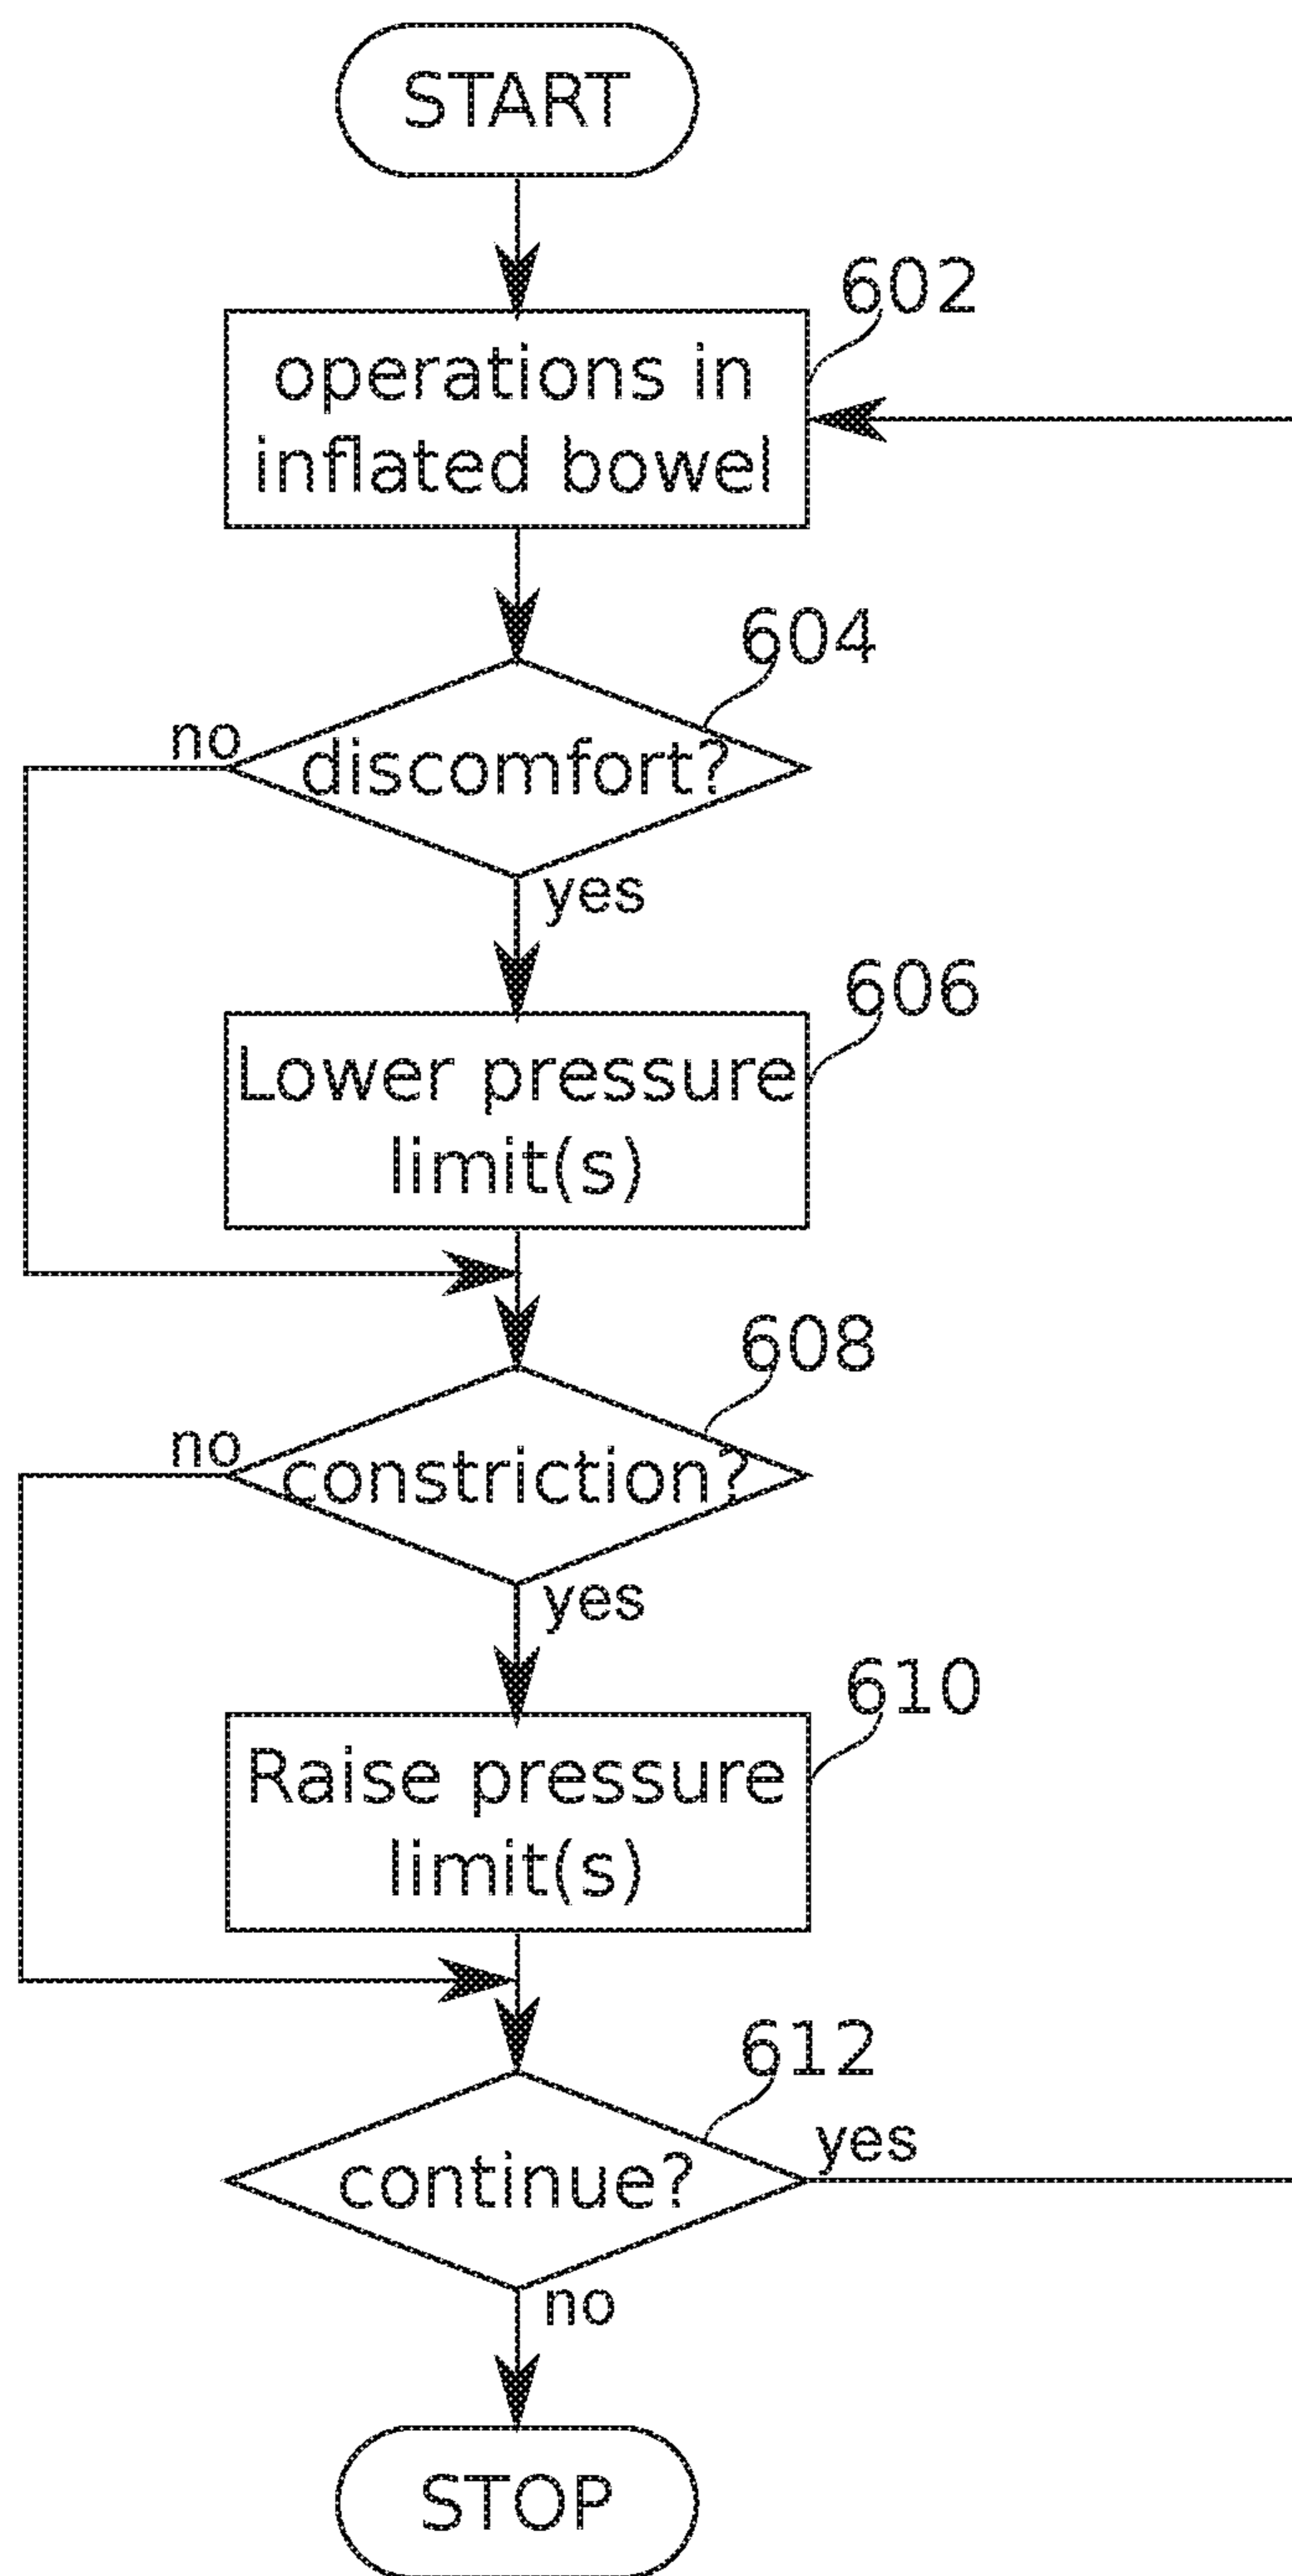 START
602
operations in
inflated bowel
604
no
discomfort?
yes
606
Lower pressure
limit(s)
608
no
constriction?
yes
610
Raise pressure
limit(s)
612
yes
continue?
no
STOP